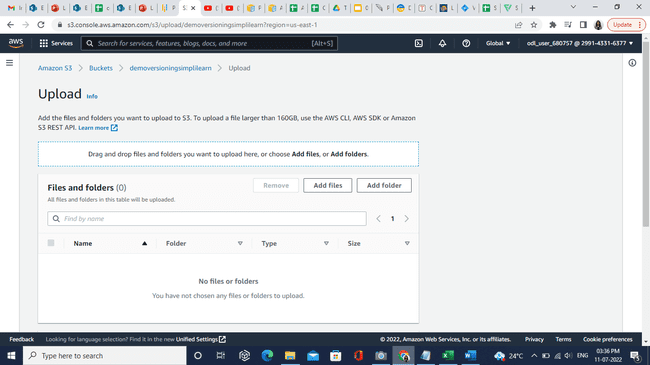 s3.console.aws.amazon.com/s3/upload/demoversioningsimplilearn?region=us-east-1
Update
aws
Services
Search for services, features, blogs, docs, and more
[Alt+S]
Global
odl_user_680757 @ 2991-4331-6377
Amazon S3 > Buckets > demoversioningsimplilearn > Upload
Upload Info
Add the files and folders you want to upload to S3. To upload a file larger than 160GB, use the AWS CLI, AWS SDK or Amazon
S3 REST API. Learn more
Drag and drop files and folders you want to upload here, or choose Add files, or Add folders.
Files and folders (0)
Remove
Add files
Add folder
All files and folders in this table will be uploaded.
Find by name
1
Name
Folder
Type
Size
No files or folders
You have not chosen any files or folders to upload.
Feedback
Looking for language selection? Find it in the new Unified Settings
© 2022, Amazon Web Services, Inc. or its affiliates.
Privacy
Terms
Cookie preferences
Type here to search
24°C
ENG
03:36 PM
11-07-2022